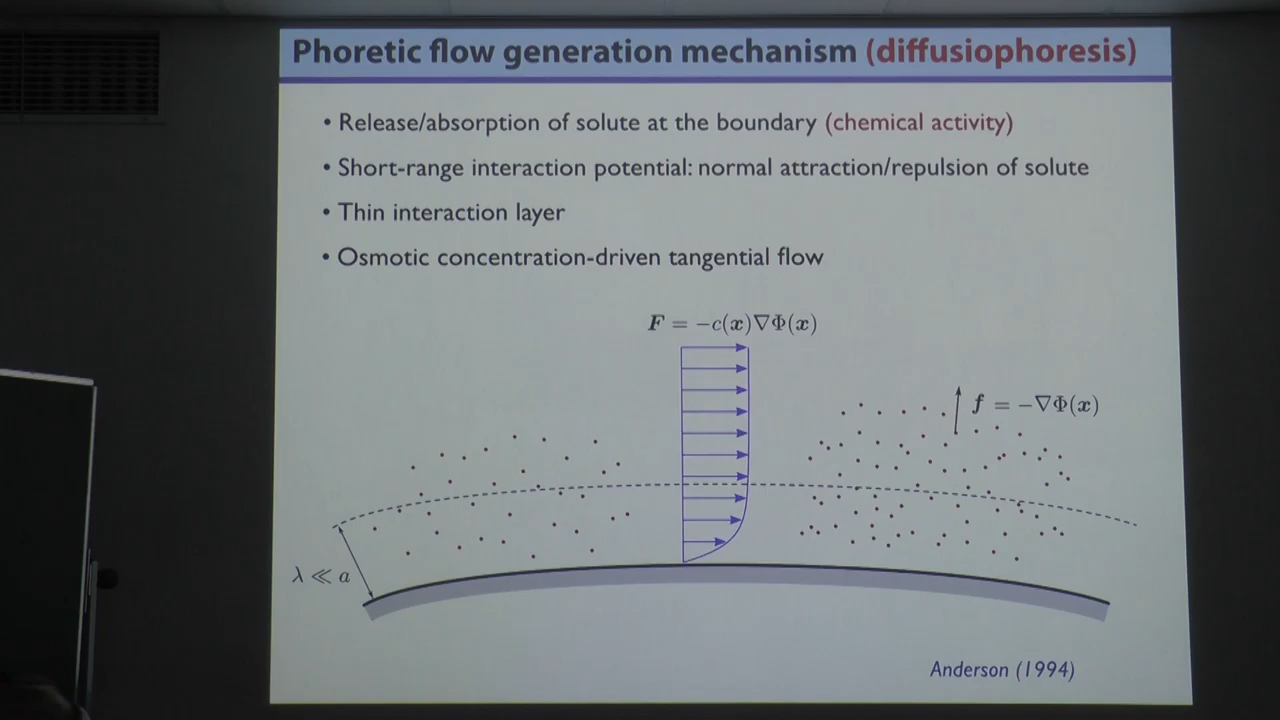 Phoretic flow generation mechanism (diffusiophoresis)
• Release/absorption of solute at the boundary (chemical activity)
• Short-range interaction potential: normal attraction/repulsion of solute
• Thin interaction layer
• Osmotic concentration-driven tangential flow
F = −c(x)∇Φ(x)
f = −∇Φ(x)
λ ≪ a
Anderson (1994)